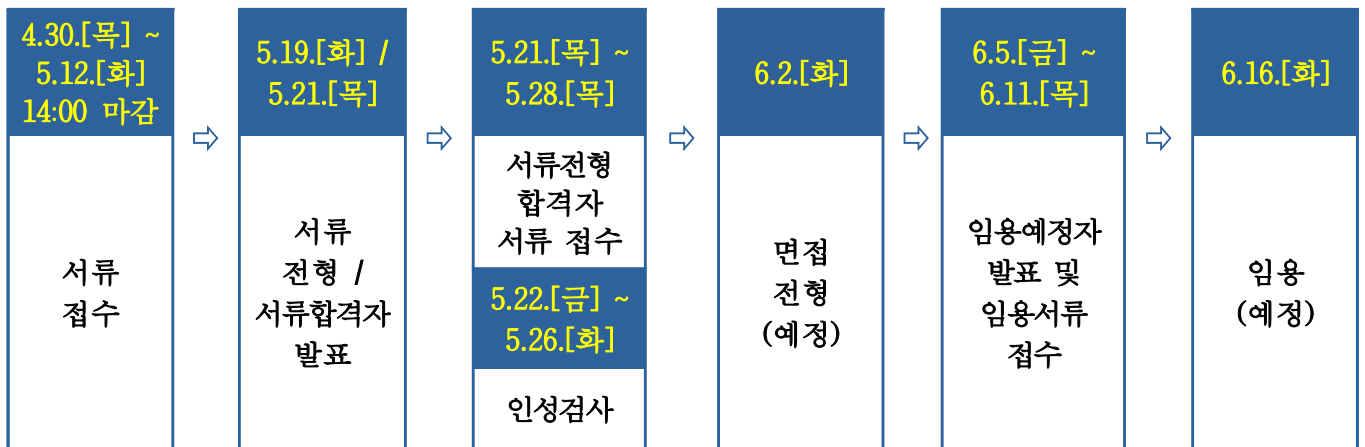 4.30.[목] ~
5.12.[화]
14:00 마감
서류
접수
⇨
5.19.[화] /
5.21.[목]
서류
전형 /
서류합격자
발표
⇨
5.21.[목] ~
5.28.[목]
서류전형
합격자
서류 접수
5.22.[금] ~
5.26.[화]
인성검사
⇨
6.2.[화]
면접
전형
(예정)
⇨
6.5.[금] ~
6.11.[목]
임용예정자
발표 및
임용서류
접수
⇨
6.16.[화]
임용
(예정)